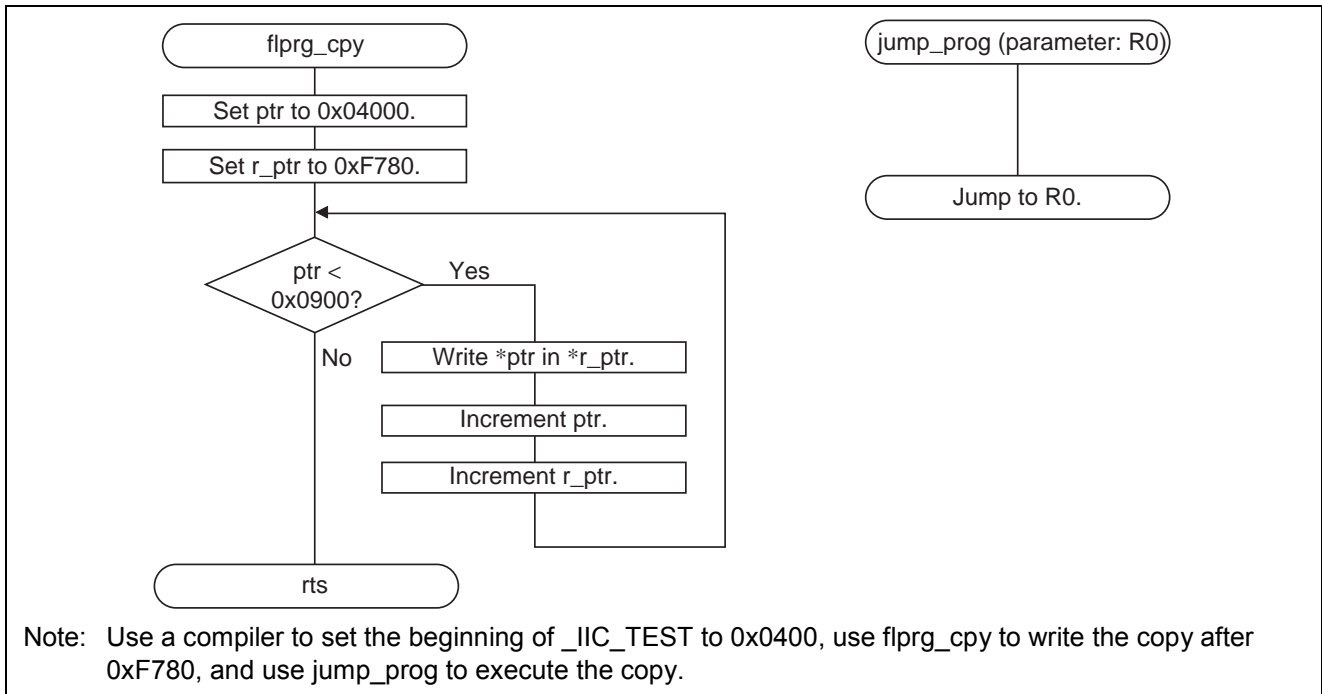 flprg_cpy
Set ptr to 0x04000.
Set r_ptr to 0xF780.
ptr <
0x0900?
Yes
No
Write *ptr in *r_ptr.
Increment ptr.
Increment r_ptr.
rts
jump_prog (parameter: R0)
Jump to R0.
Note: Use a compiler to set the beginning of _IIC_TEST to 0x0400, use flprg_cpy to write the copy after
0xF780, and use jump_prog to execute the copy.